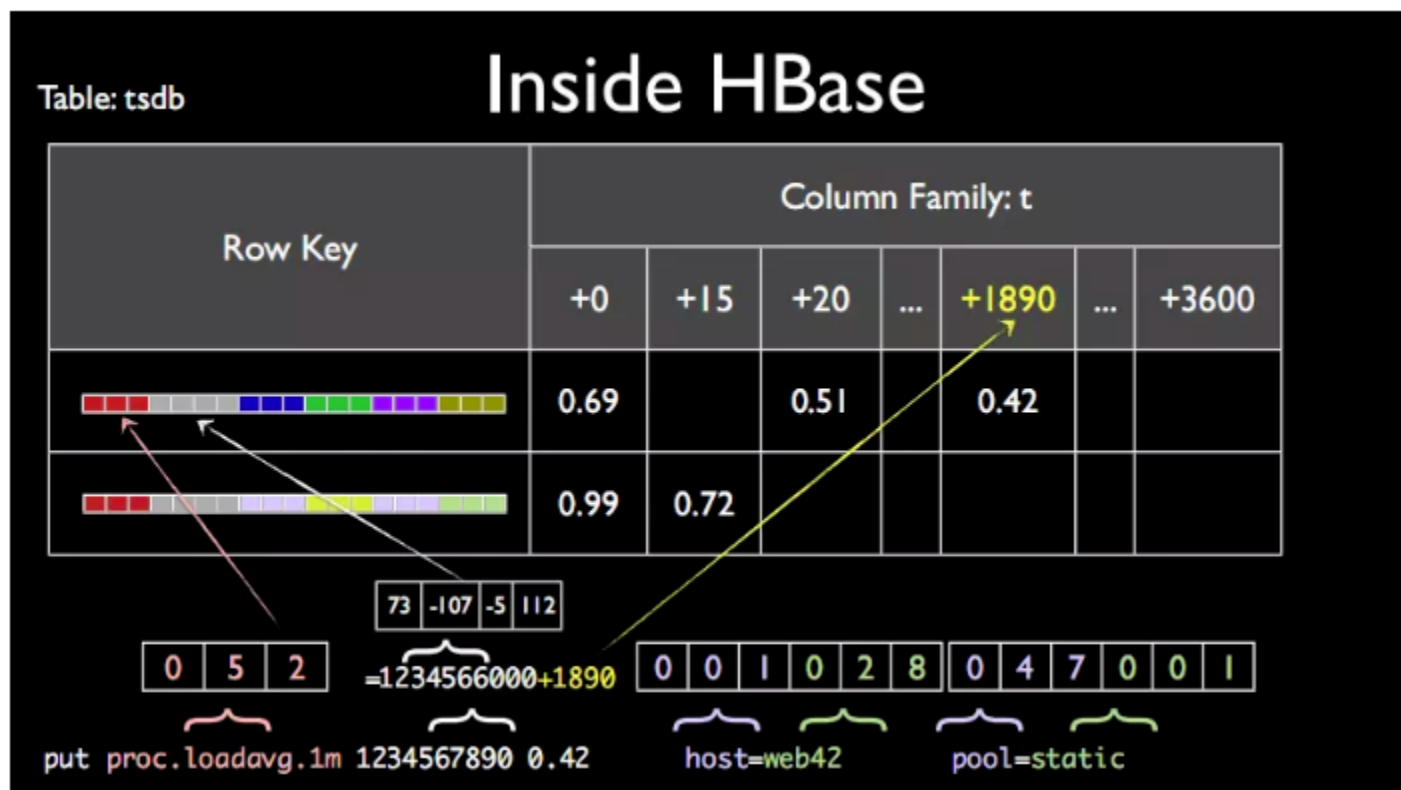 Inside HBase
Table: tsdb
Row Key
Column Family: t
+0 +15 +20 ... +1890 ... +3600
0.69 0.51 0.42
0.99 0.72
73 -107 -5 112
0 5 2 =1234566000+1890 0 0 1 0 2 8 0 4 7 0 0 1
put proc.loadavg.1m 1234567890 0.42 host=web42 pool=static